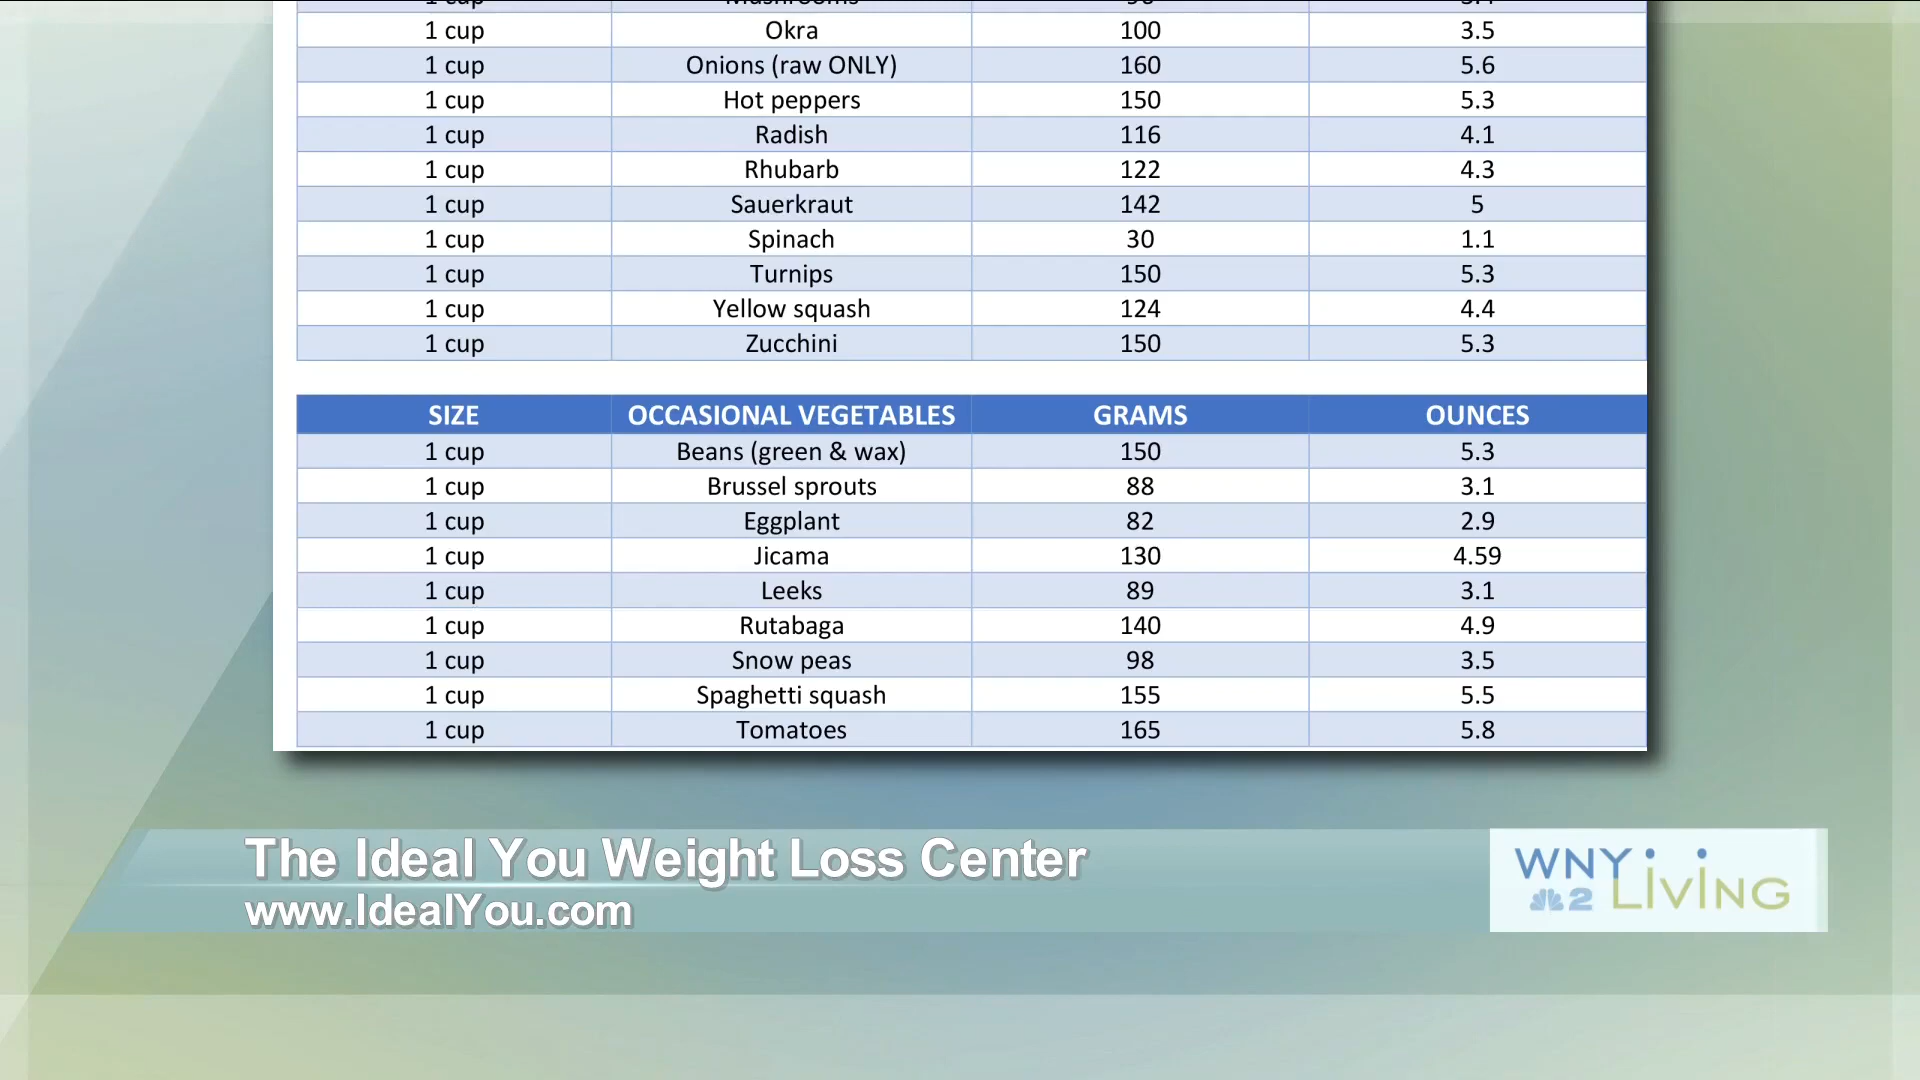 1 cup Mushrooms
1 cup Okra 100 3.5
1 cup Onions (raw ONLY) 160 5.6
1 cup Hot peppers 150 5.3
1 cup Radish 116 4.1
1 cup Rhubarb 122 4.3
1 cup Sauerkraut 142 5
1 cup Spinach 30 1.1
1 cup Turnips 150 5.3
1 cup Yellow squash 124 4.4
1 cup Zucchini 150 5.3
SIZE OCCASIONAL VEGETABLES GRAMS OUNCES
1 cup Beans (green & wax) 150 5.3
1 cup Brussel sprouts 88 3.1
1 cup Eggplant 82 2.9
1 cup Jicama 130 4.59
1 cup Leeks 89 3.1
1 cup Rutabaga 140 4.9
1 cup Snow peas 98 3.5
1 cup Spaghetti squash 155 5.5
1 cup Tomatoes 165 5.8
The Ideal You Weight Loss Center
www.IdealYou.com
WNY
2 LiViNG